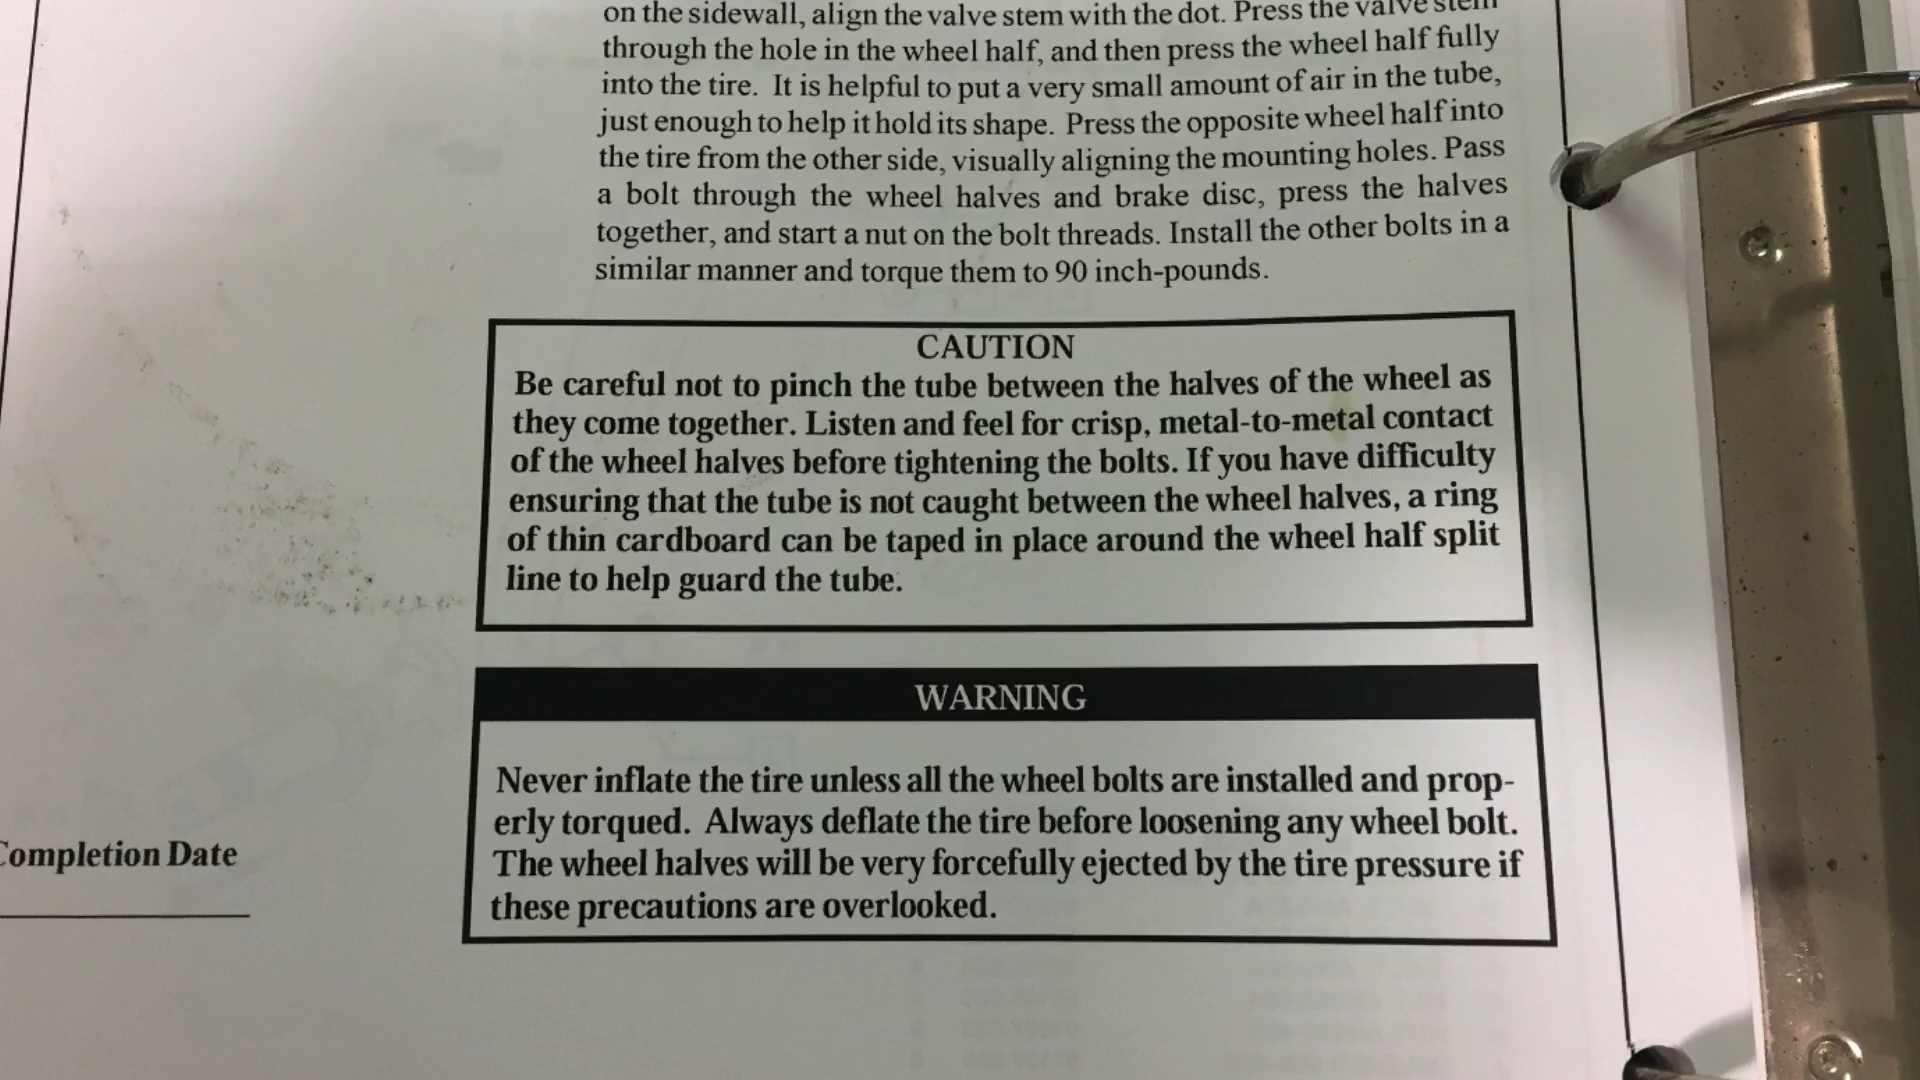 on the sidewall, align the valve stem with the dot. Press the valve stem
through the hole in the wheel half, and then press the wheel half fully
into the tire. It is helpful to put a very small amount of air in the tube,
just enough to help it hold its shape. Press the opposite wheel half into
the tire from the other side, visually aligning the mounting holes. Pass
a bolt through the wheel halves and brake disc, press the halves
together, and start a nut on the bolt threads. Install the other bolts in a
similar manner and torque them to 90 inch-pounds.
CAUTION
Be careful not to pinch the tube between the halves of the wheel as
they come together. Listen and feel for crisp, metal-to-metal contact
of the wheel halves before tightening the bolts. If you have difficulty
ensuring that the tube is not caught between the wheel halves, a ring
of thin cardboard can be taped in place around the wheel half split
line to help guard the tube.
WARNING
Never inflate the tire unless all the wheel bolts are installed and prop-
erly torqued. Always deflate the tire before loosening any wheel bolt.
The wheel halves will be very forcefully ejected by the tire pressure if
these precautions are overlooked.
Completion Date